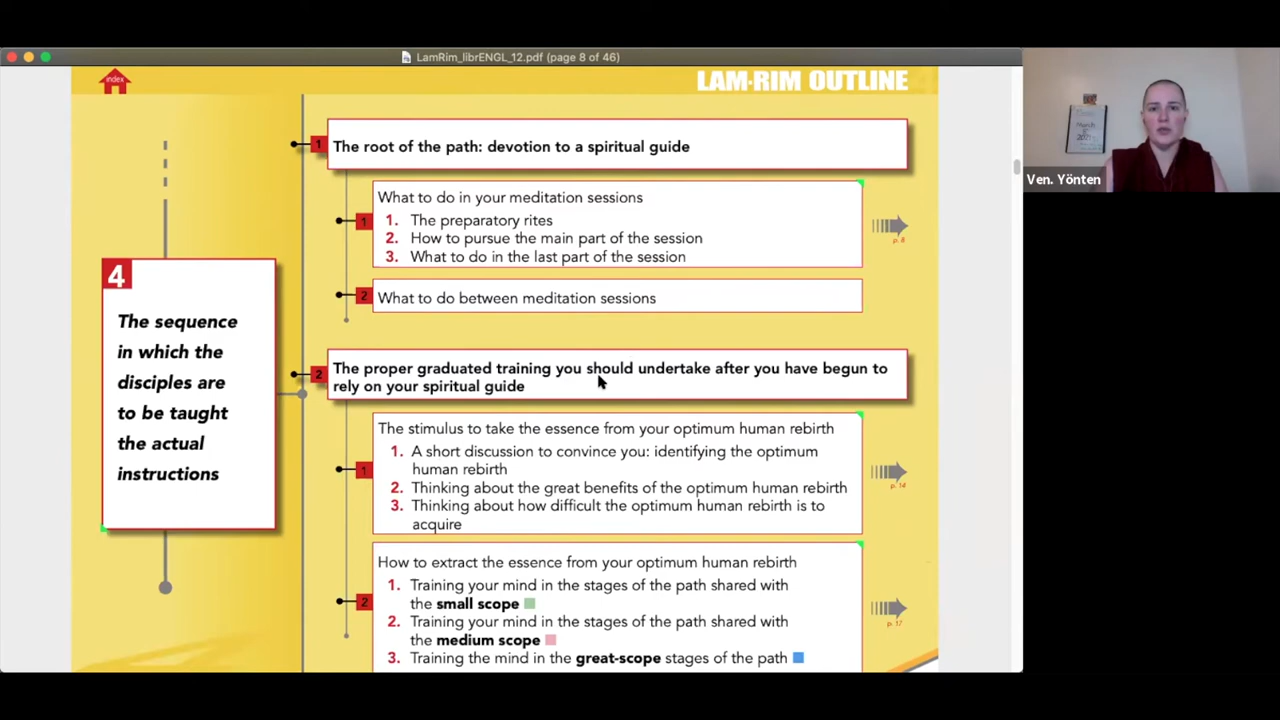 LamRim_librENGL_12.pdf (page 8 of 46)
index
LAM-RIM OUTLINE
1
The root of the path: devotion to a spiritual guide
1
What to do in your meditation sessions
1. The preparatory rites
2. How to pursue the main part of the session
3. What to do in the last part of the session
2
What to do between meditation sessions
4
The sequence
in which the
disciples are
to be taught
the actual
instructions
2
The proper graduated training you should undertake after you have begun to
rely on your spiritual guide
1
The stimulus to take the essence from your optimum human rebirth
1. A short discussion to convince you: identifying the optimum
human rebirth
2. Thinking about the great benefits of the optimum human rebirth
3. Thinking about how difficult the optimum human rebirth is to
acquire
p. 14
2
How to extract the essence from your optimum human rebirth
1. Training your mind in the stages of the path shared with
the small scope
2. Training your mind in the stages of the path shared with
the medium scope
3. Training the mind in the great-scope stages of the path
p. 17
Ven. Yönten